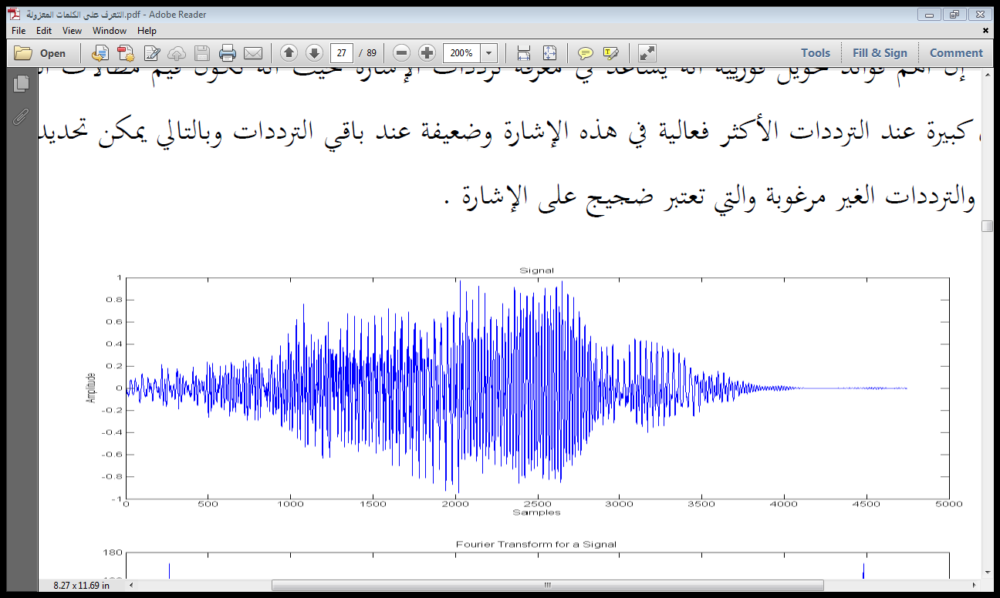 التعرف على الكلمات المعزولة.pdf - Adobe Reader
File Edit View Window Help
Open 27 / 89 200% Tools Fill & Sign Comment
إن أهم فوائد تحويل فورييه أنه يساعد في معرفة ترددات الإشارة حيث أنه تكون قيم مطالات
كبيرة عند الترددات الأكثر فعالية في هذه الإشارة وضعيفة عند باقي الترددات وبالتالي يمكن تحديد
والترددات الغير مرغوبة والتي تعتبر ضجيج على الإشارة .
Signal
1
0.8
0.6
0.4
0.2
0
-0.2
-0.4
-0.6
-0.8
-1
Amplitude
0 500 1000 1500 2000 2500 3000 3500 4000 4500 5000
Samples
Fourier Transform for a Signal
180
8.27 x 11.69 in